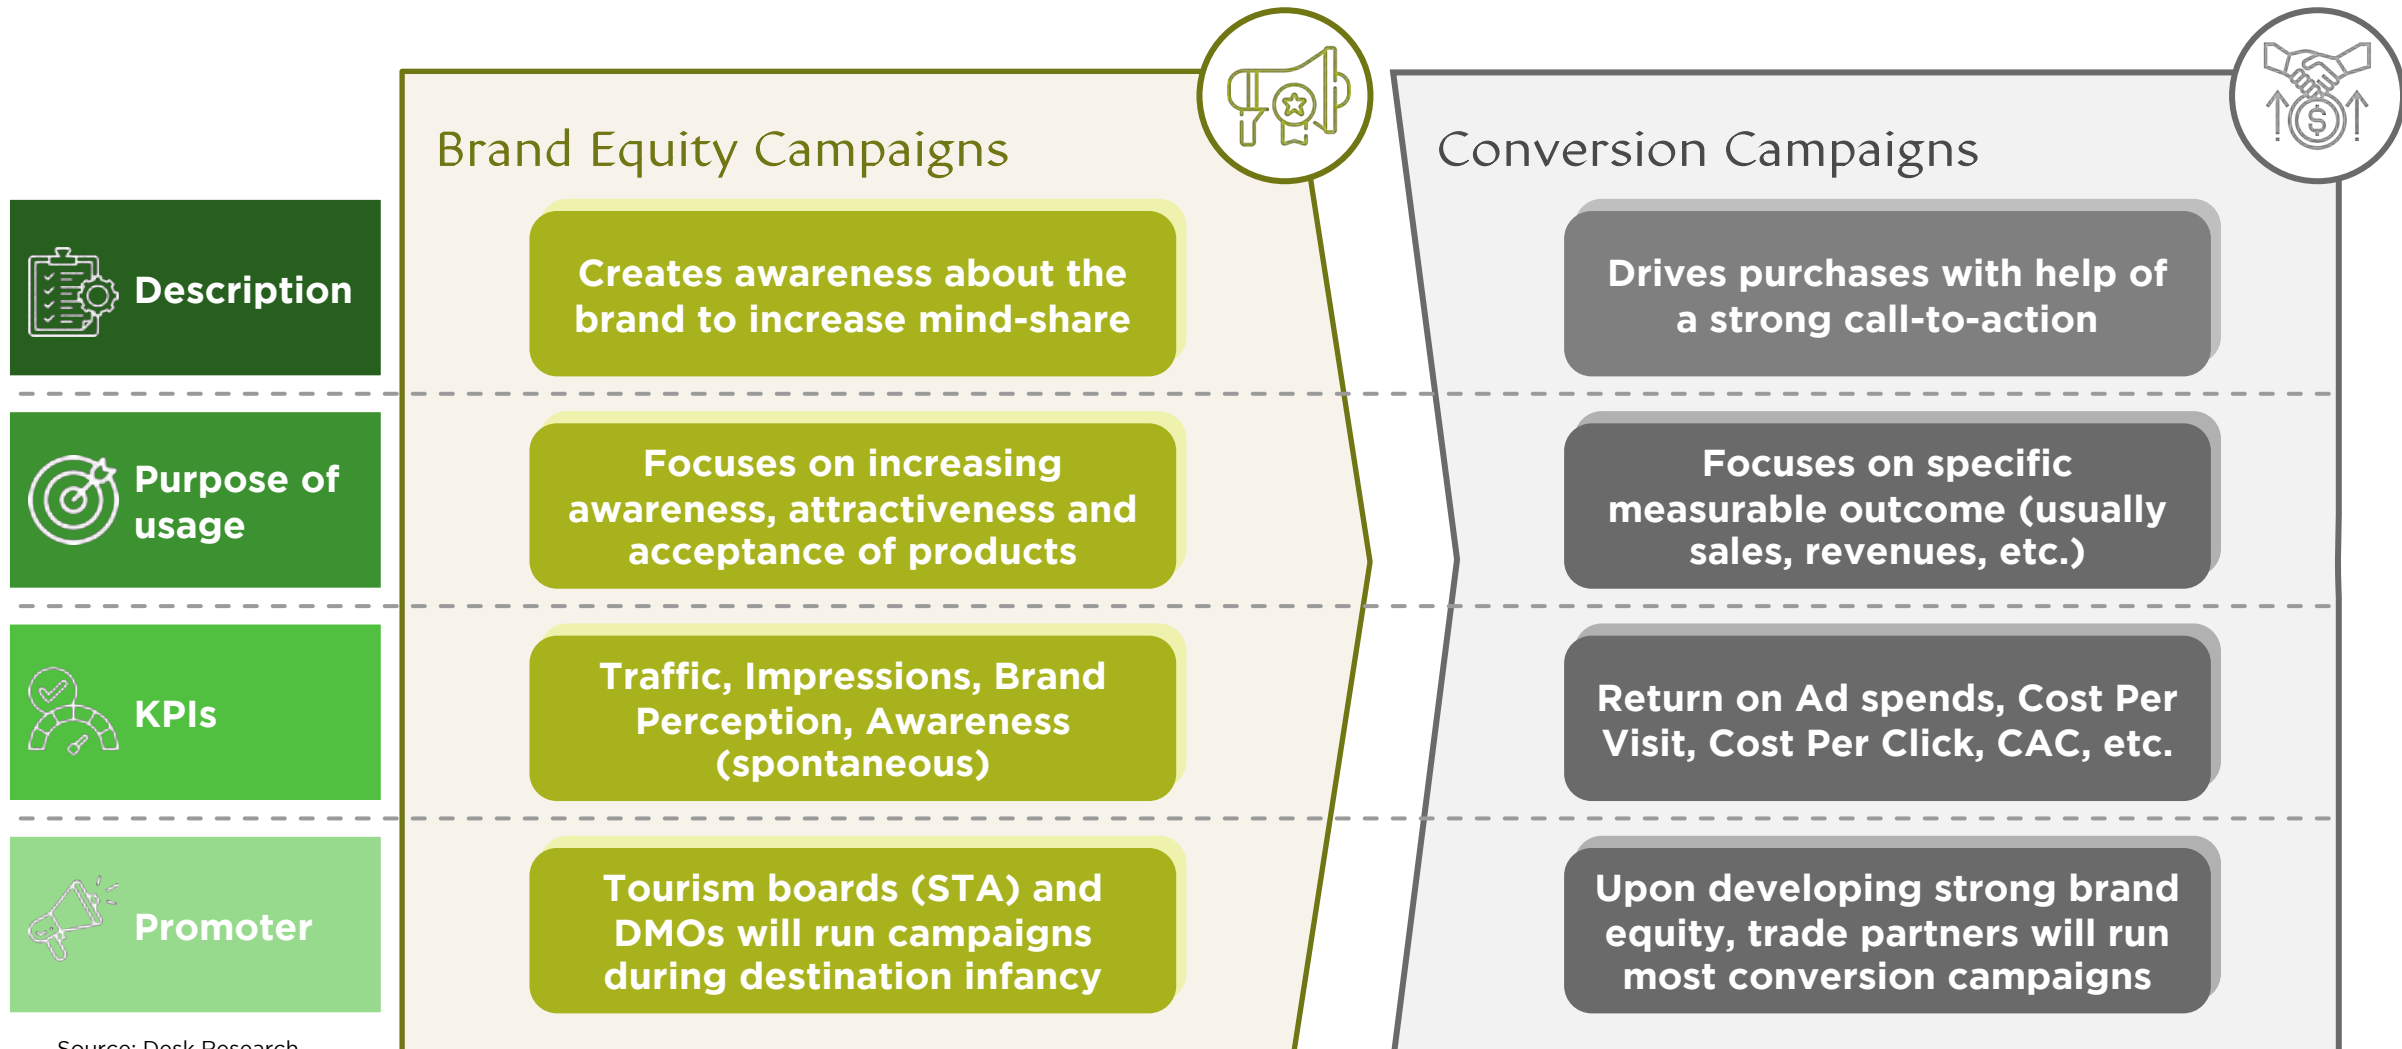 Brand Equity Campaigns
Conversion Campaigns
Description
Creates awareness about the
brand to increase mind-share
Drives purchases with help of
a strong call-to-action
Purpose of
usage
Focuses on increasing
awareness, attractiveness and
acceptance of products
Focuses on specific
measurable outcome (usually
sales, revenues, etc.)
KPIs
Traffic, Impressions, Brand
Perception, Awareness
(spontaneous)
Return on Ad spends, Cost Per
Visit, Cost Per Click, CAC, etc.
Promoter
Tourism boards (STA) and
DMOs will run campaigns
during destination infancy
Upon developing strong brand
equity, trade partners will run
most conversion campaigns
Source: Desk Research
$